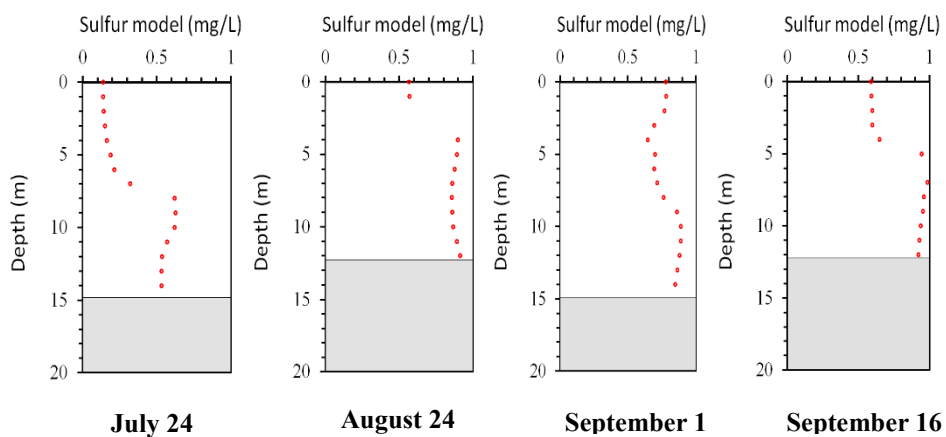 Sulfur model (mg/L) Sulfur model (mg/L) Sulfur model (mg/L) Sulfur model (mg/L)
0 0.5 1 0 0.5 1 0 0.5 1 0 0.5 1
0 0 0 0
5 5 5 5
Depth (m) Depth (m) Depth (m) Depth (m)
10 10 10 10
15 15 15 15
20 20 20 20
July 24 August 24 September 1 September 16